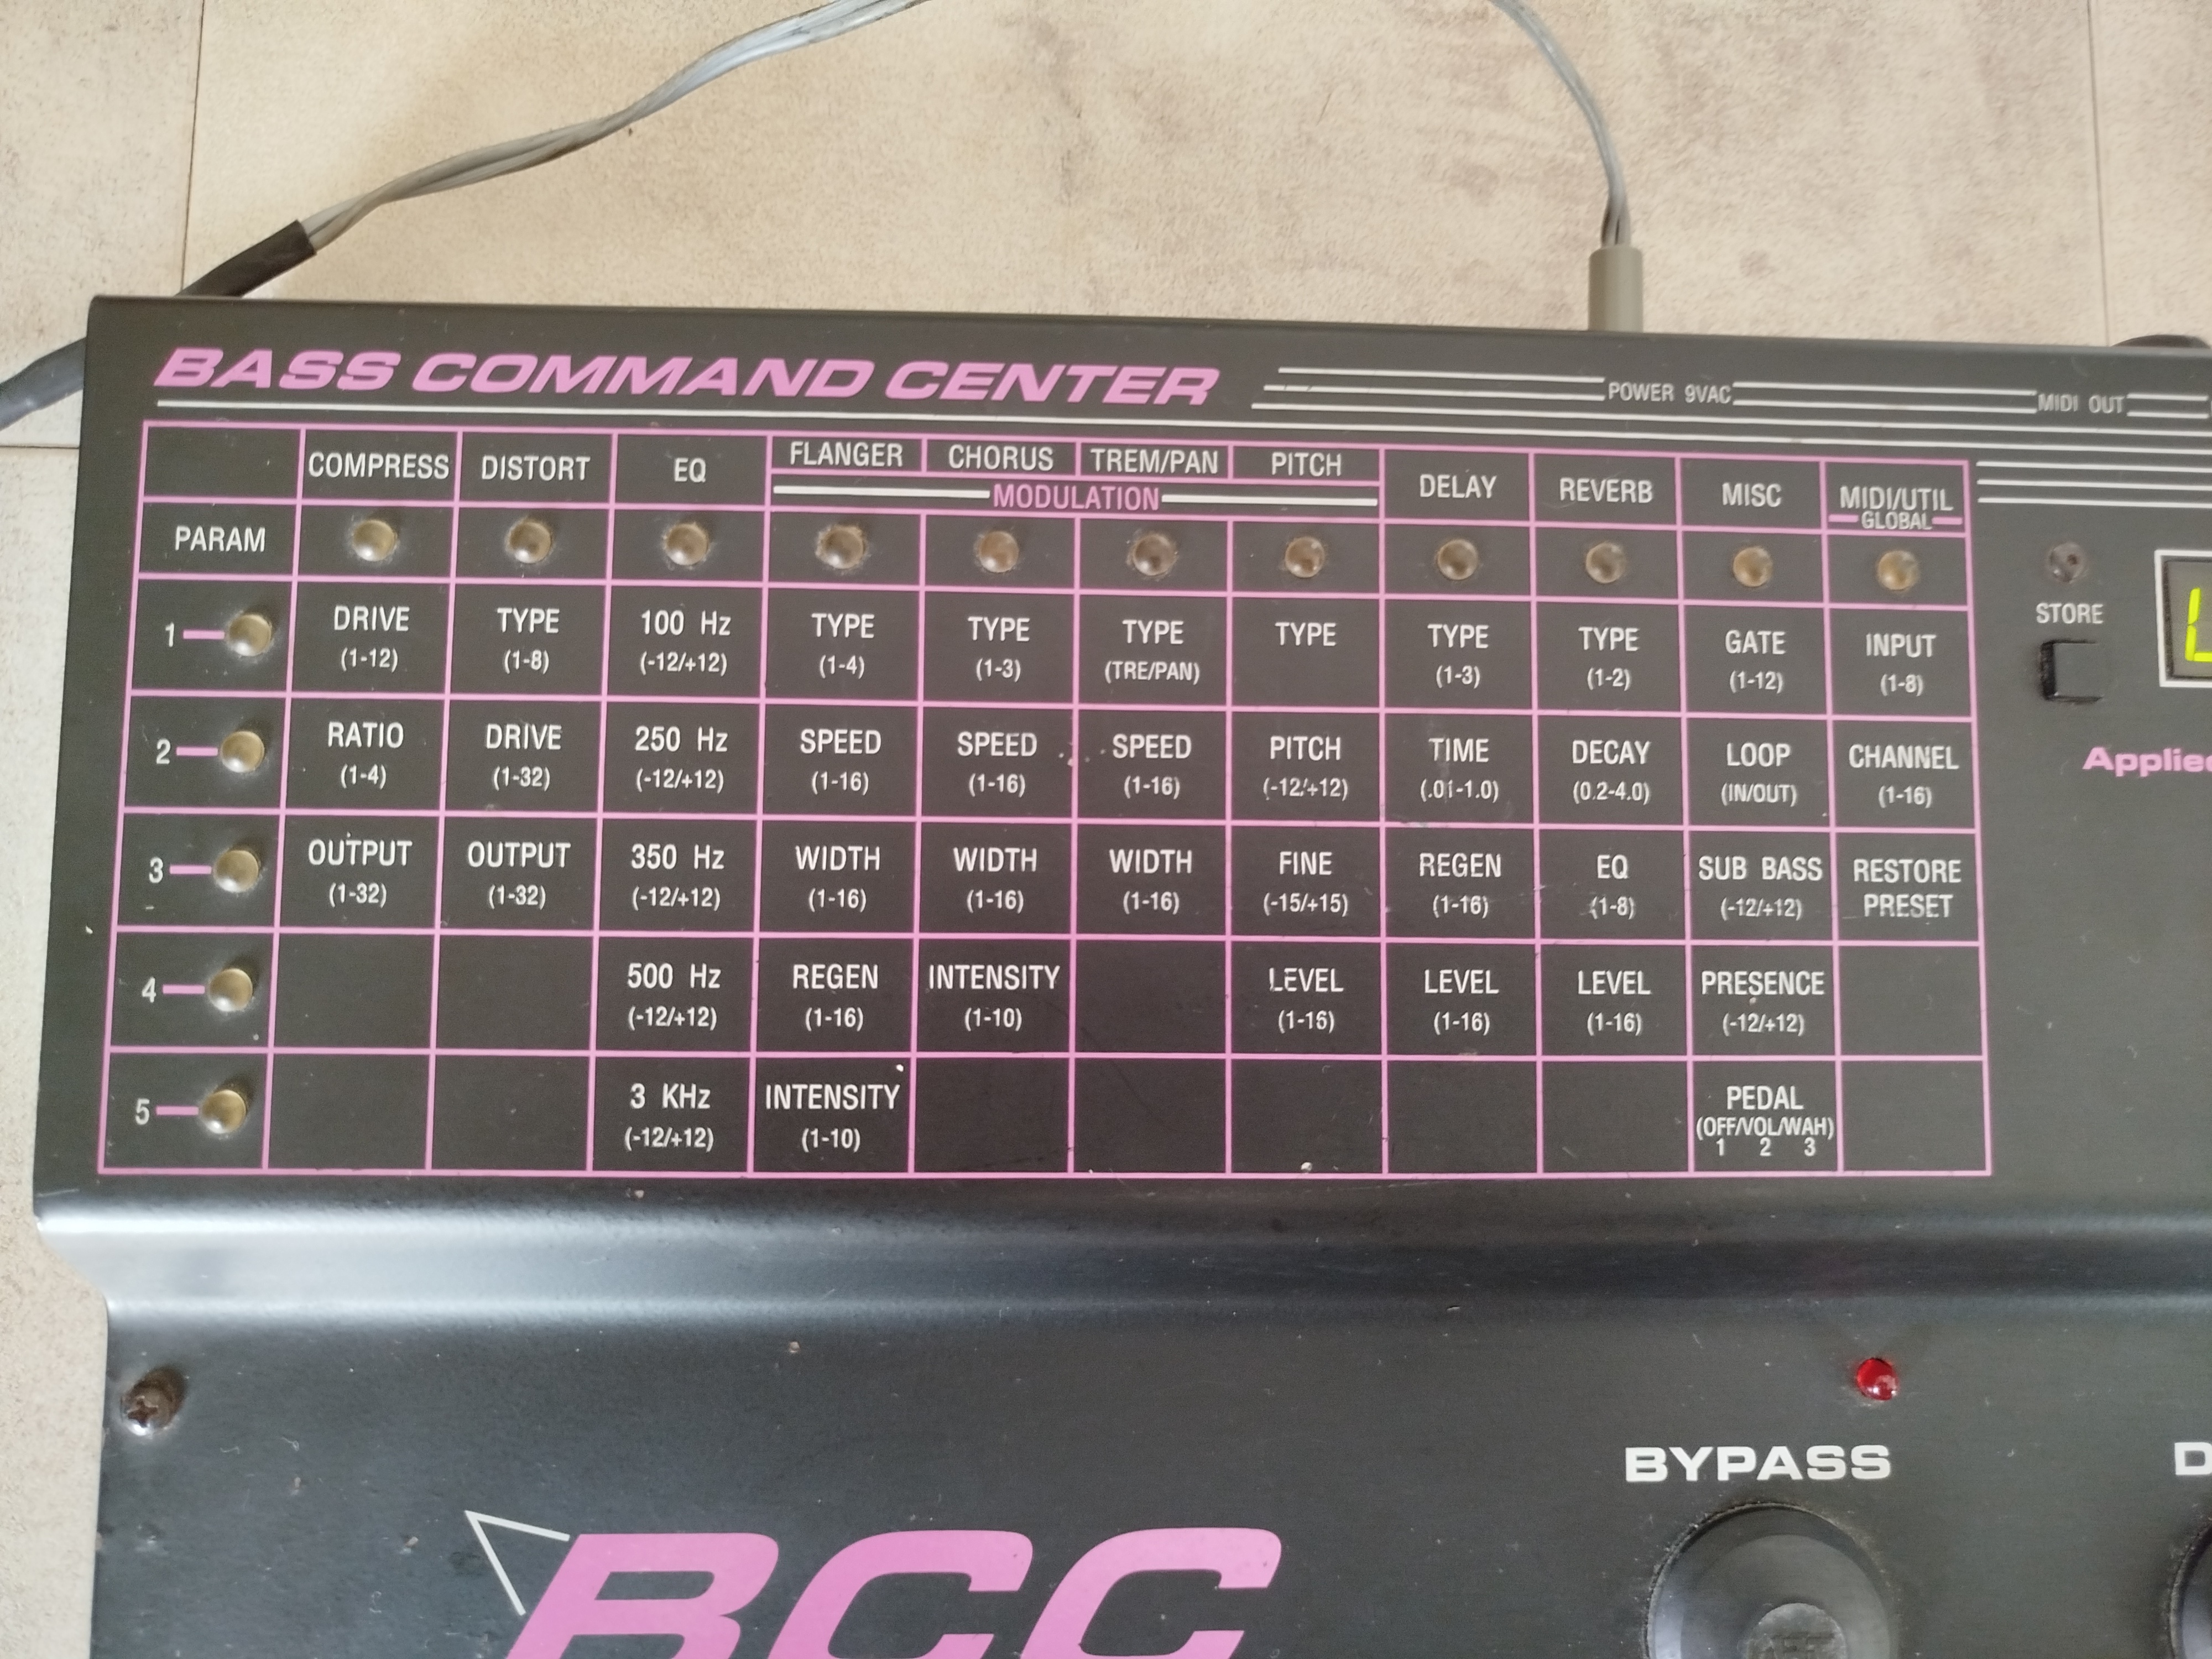 BASS COMMAND CENTER
POWER 9VAC
MIDI OUT
COMPRESS DISTORT EQ FLANGER CHORUS TREM/PAN PITCH DELAY REVERB MISC MIDI/UTIL
MODULATION GLOBAL
PARAM
1 DRIVE TYPE 100 Hz TYPE TYPE TYPE TYPE TYPE TYPE GATE INPUT
(1-12) (1-8) (-12/+12) (1-4) (1-3) (TRE/PAN) (1-3) (1-2) (1-12) (1-8)
STORE
2 RATIO DRIVE 250 Hz SPEED SPEED SPEED PITCH TIME DECAY LOOP CHANNEL
(1-4) (1-32) (-12/+12) (1-16) (1-16) (1-16) (-12/+12) (.01-1.0) (0.2-4.0) (IN/OUT) (1-16)
3 OUTPUT OUTPUT 350 Hz WIDTH WIDTH WIDTH FINE REGEN EQ SUB BASS RESTORE
(1-32) (1-32) (-12/+12) (1-16) (1-16) (1-16) (-15/+15) (1-16) (1-8) (-12/+12) PRESET
4 500 Hz REGEN INTENSITY LEVEL LEVEL LEVEL PRESENCE
(-12/+12) (1-16) (1-10) (1-16) (1-16) (1-16) (-12/+12)
5 3 KHz INTENSITY PEDAL
(-12/+12) (1-10) (OFF/VOL/WAH)
1 2 3
BYPASS
BCC